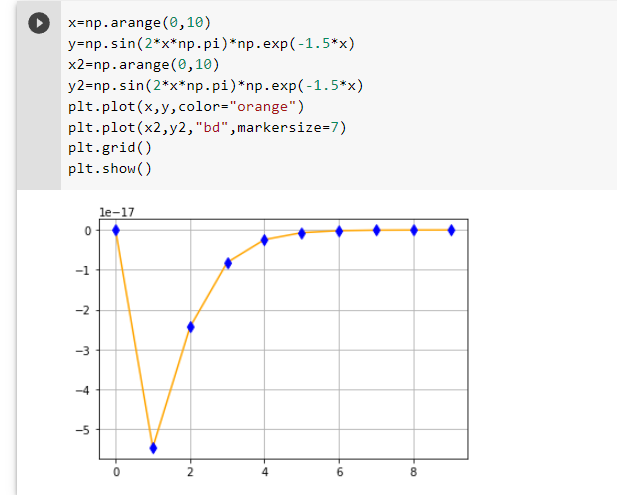 x=np.arange(0,10)
y=np.sin(2*x*np.pi)*np.exp(-1.5*x)
x2=np.arange(0,10)
y2=np.sin(2*x*np.pi)*np.exp(-1.5*x)
plt.plot(x,y,color="orange")
plt.plot(x2,y2,"bd",markersize=7)
plt.grid()
plt.show()
1e-17
0
−1
−2
−3
−4
−5
0 2 4 6 8